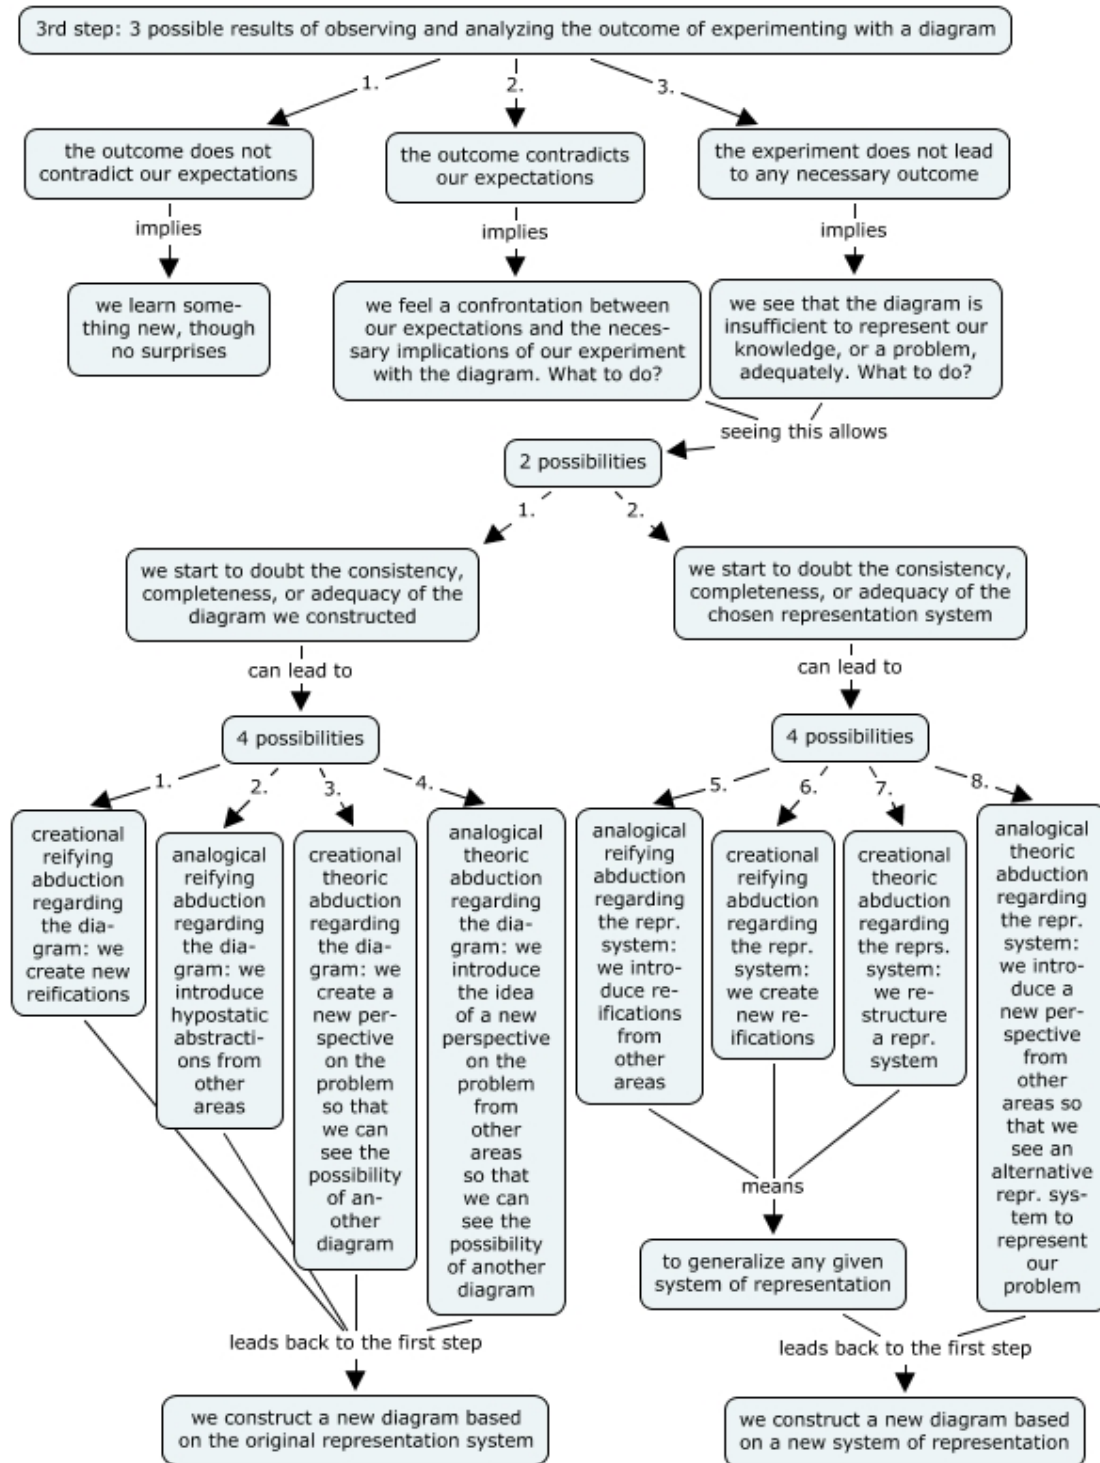 3rd step: 3 possible results of observing and analyzing the outcome of experimenting with a diagram
1.
2.
3.
the outcome does not
contradict our expectations
the outcome contradicts
our expectations
the experiment does not lead
to any necessary outcome
implies
implies
implies
we learn some-
thing new, though
no surprises
we feel a confrontation between
our expectations and the neces-
sary implications of our experiment
with the diagram. What to do?
we see that the diagram is
insufficient to represent our
knowledge, or a problem,
adequately. What to do?
seeing this allows
2 possibilities
1.
2.
we start to doubt the consistency,
completeness, or adequacy of the
diagram we constructed
we start to doubt the consistency,
completeness, or adequacy of the
chosen representation system
can lead to
can lead to
4 possibilities
4 possibilities
1.
2.
3.
4.
5.
6.
7.
8.
creational
reifying
abduction
regarding
the dia-
gram: we
create new
reifications
analogical
reifying
abduction
regarding
the dia-
gram: we
introduce
hypostatic
abstracti-
ons from
other
areas
creational
theoric
abduction
regarding
the dia-
gram: we
create a
new per-
spective
on the
problem
so that
we can
see the
possibility
of an-
other
diagram
analogical
theoric
abduction
regarding
the dia-
gram: we
introduce
the idea
of a new
perspective
on the
problem
from
other
areas
so that
we can
see the
possibility
of another
diagram
analogical
reifying
abduction
regarding
the repr.
system:
we intro-
duce re-
ifications
from
other
areas
creational
reifying
abduction
regarding
the repr.
system:
we create
new re-
ifications
creational
theoric
abduction
regarding
the reprs.
system:
we re-
structure
a repr.
system
analogical
theoric
abduction
regarding
the repr.
system:
we intro-
duce a
new per-
spective
from
other
areas so
that we
see an
alternative
repr. sys-
tem to
represent
our
problem
means
to generalize any given
system of representation
leads back to the first step
leads back to the first step
we construct a new diagram based
on the original representation system
we construct a new diagram based
on a new system of representation